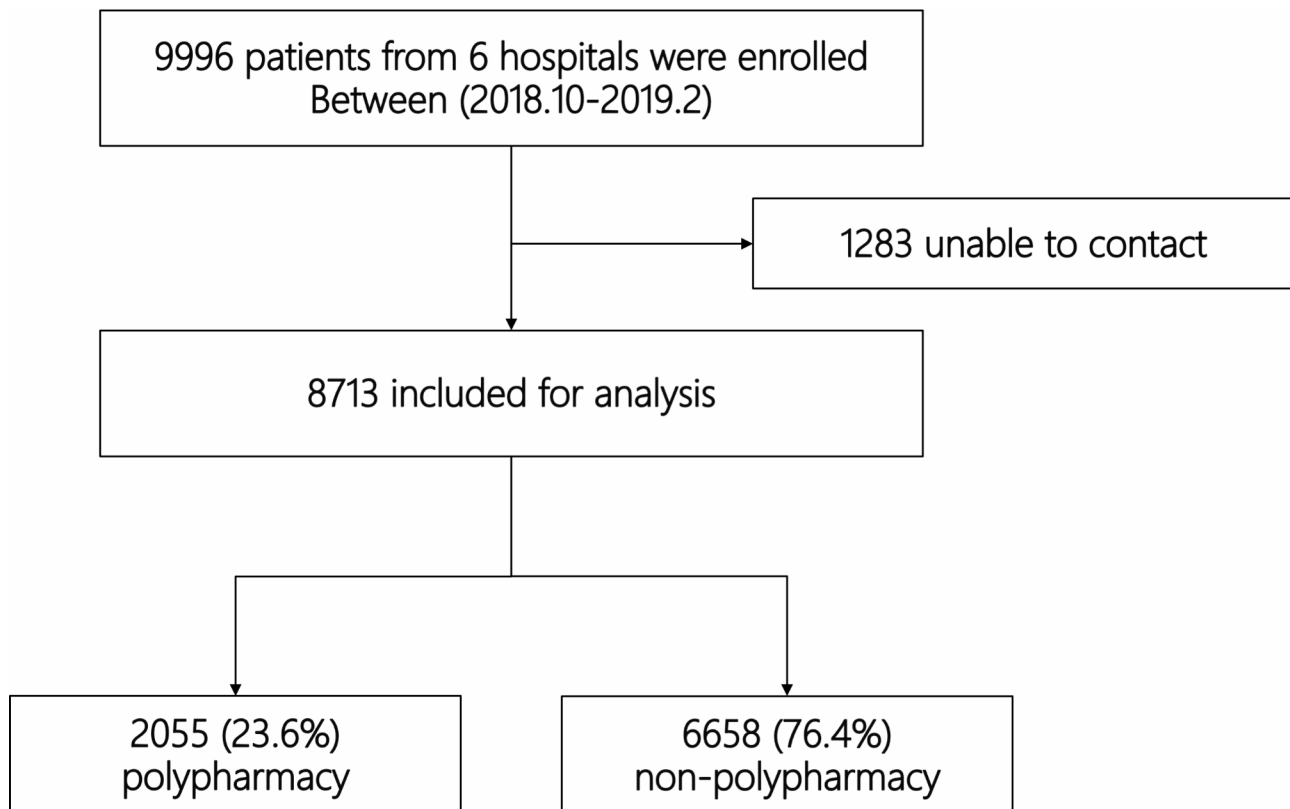 9996 patients from 6 hospitals were enrolled
Between (2018.10-2019.2)
1283 unable to contact
8713 included for analysis
2055 (23.6%)
polypharmacy
6658 (76.4%)
non-polypharmacy